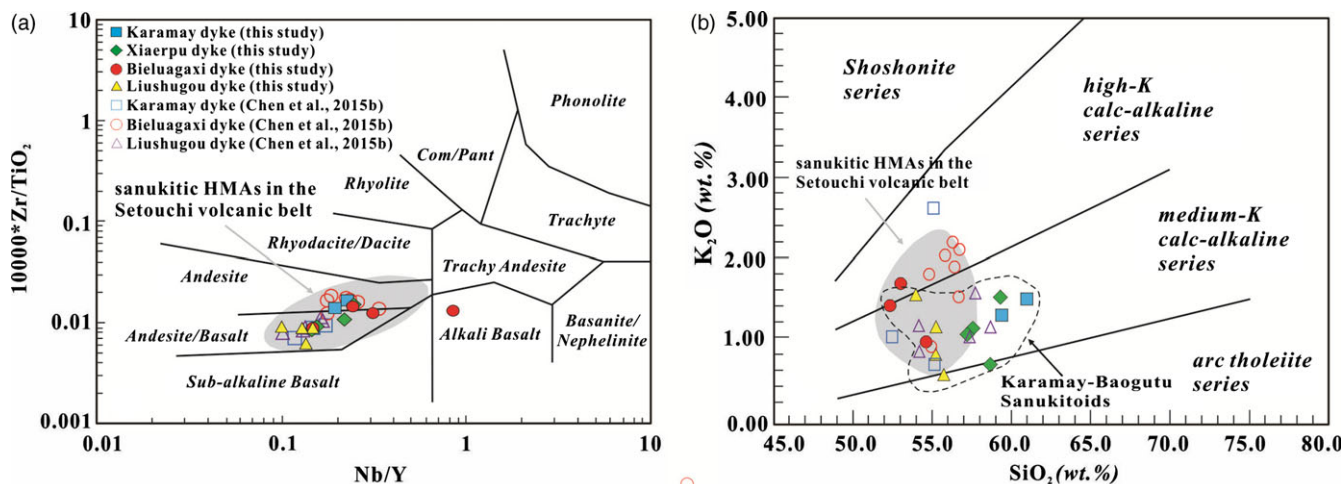 (a)
10
1
0.1
0.01
0.001
10000*Zr/TiO2
Karamay dyke (this study)
Xiaerpu dyke (this study)
Bieluagaxi dyke (this study)
Liushugou dyke (this study)
Karamay dyke (Chen et al., 2015b)
Bieluagaxi dyke (Chen et al., 2015b)
Liushugou dyke (Chen et al., 2015b)
Phonolite
Com/Pant
Rhyolite
sanukitic HMAs in the
Setouchi volcanic belt
Trachyte
Rhyodacite/Dacite
Trachy Andesite
Andesite
Andesite/Basalt
Alkali Basalt
Basanite/
Nephelinite
Sub-alkaline Basalt
0.01
0.1
1
10
Nb/Y
(b)
5.00
4.00
3.00
2.00
1.00
0.00
K2O (wt.%)
Shoshonite
series
high-K
calc-alkaline
series
sanukitic HMAs in the
Setouchi volcanic belt
medium-K
calc-alkaline
series
arc tholeiite
series
Karamay-Baogutu
Sanukitoids
45.0
50.0
55.0
60.0
65.0
70.0
75.0
80.0
SiO2 (wt.%)